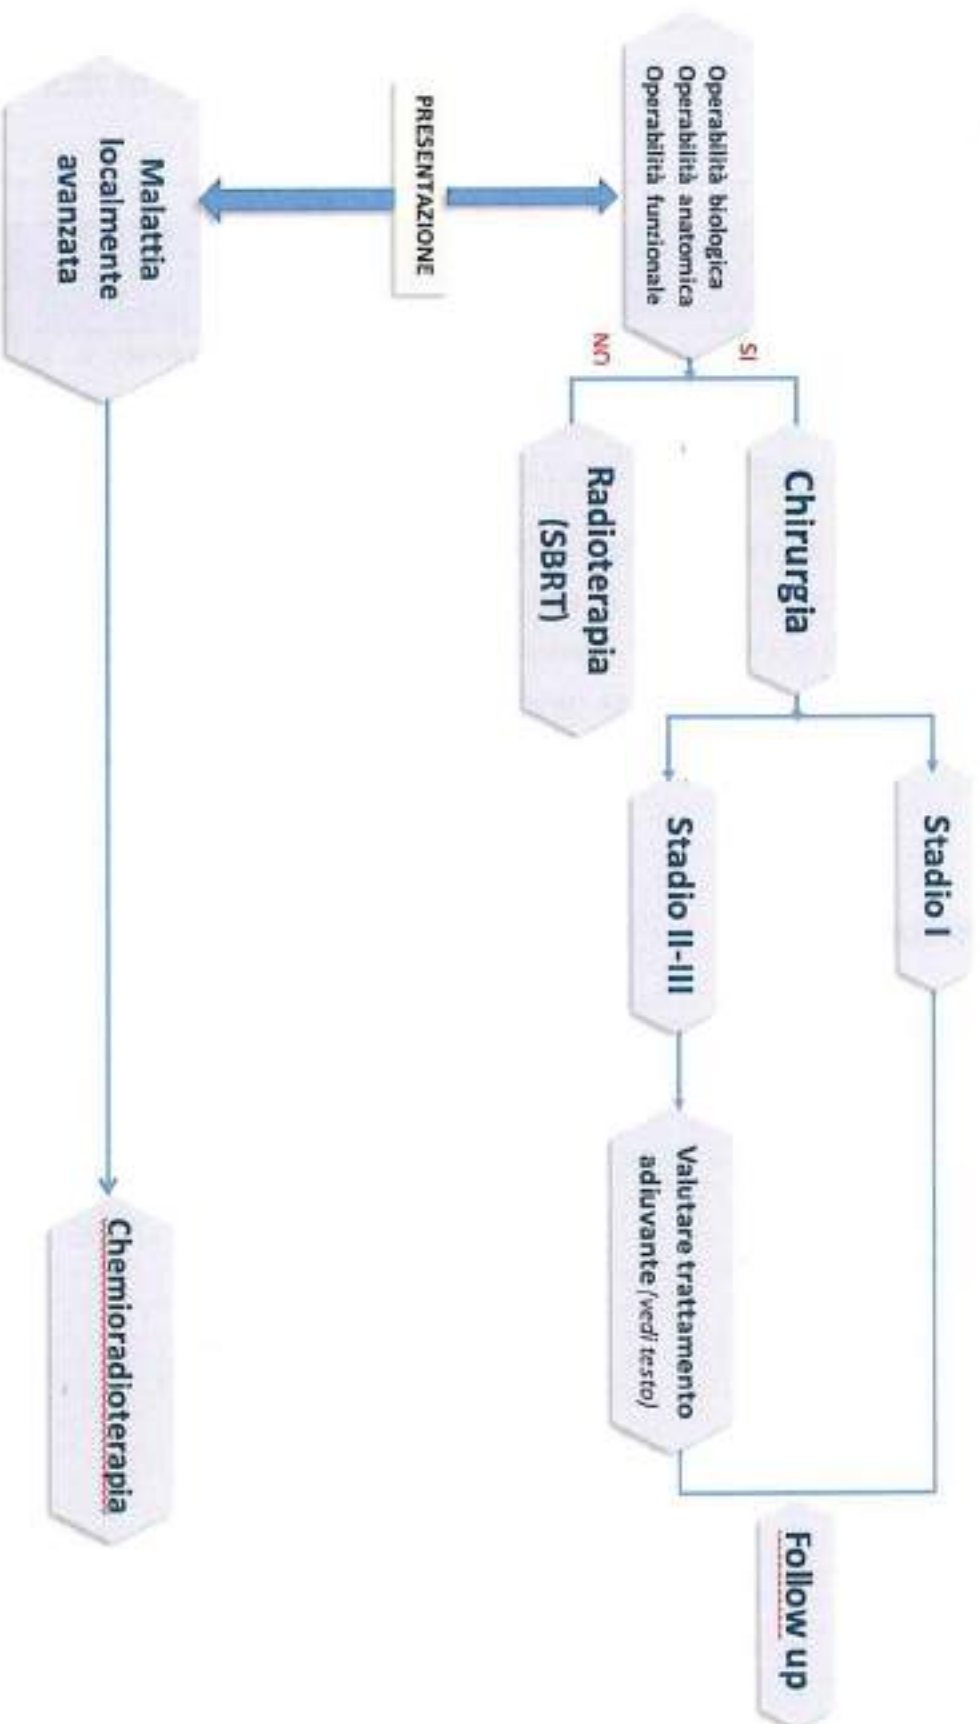 Operabilità biologica
Operabilità anatomica
Operabilità funzionale
SI
NO
PRESENTAZIONE
Malattia
localmente
avanzata
Chirurgia
Radioterapia
(SBRT)
Stadio I
Stadio II-III
Valutare trattamento
adiuvante (vedi testo)
Follow up
Chemioradioterapia